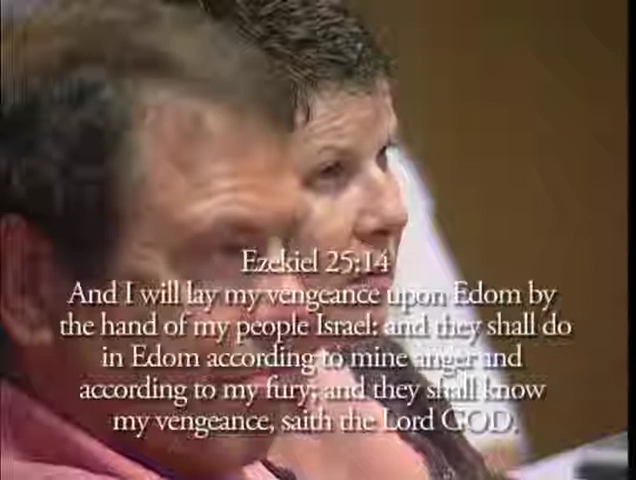 Ezekiel 25:14
And I will lay my vengeance upon Edom by
the hand of my people Israel: and they shall do
in Edom according to mine anger and
according to my fury; and they shall know
my vengeance, saith the Lord GOD.